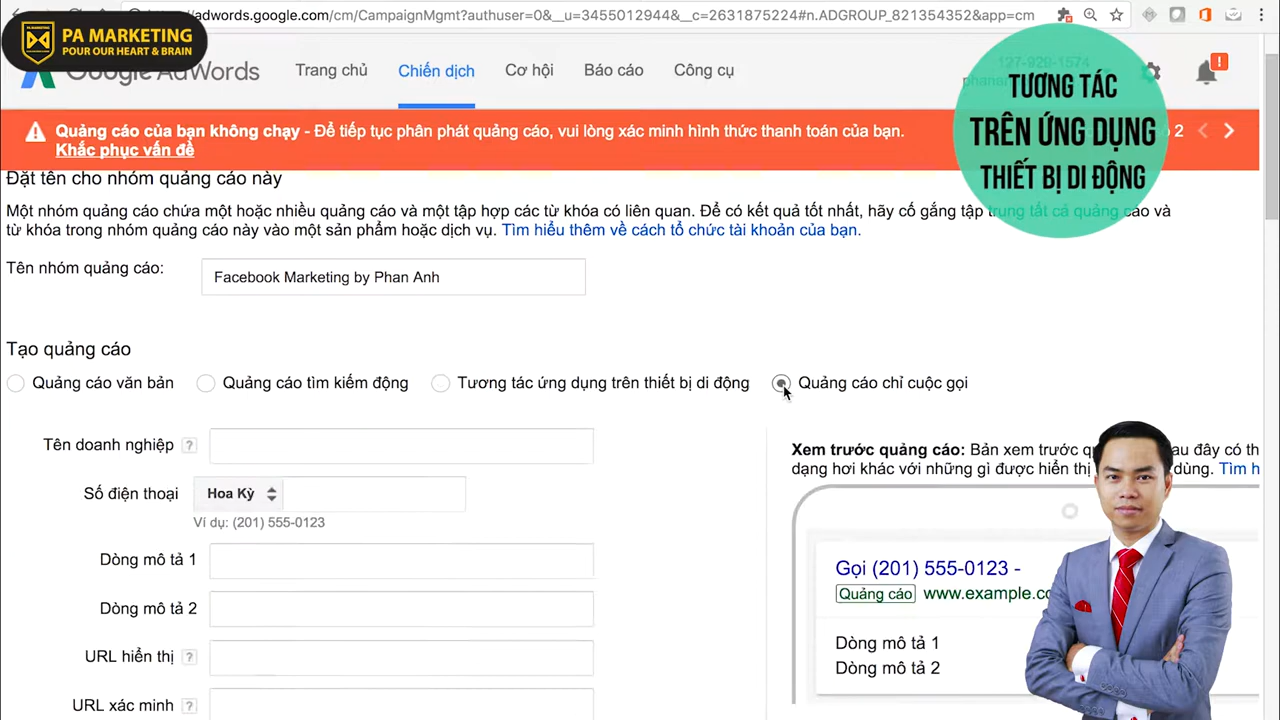 adwords.google.com/cm/CampaignMgmt?authuser=0&__u=3455012944&__c=2631875224#n.ADGROUP_821354352&app=cm
PA MARKETING
POUR OUR HEART & BRAIN
Google AdWords
Trang chủ
Chiến dịch
Cơ hội
Báo cáo
Công cụ
127-928-1574
!
TƯƠNG TÁC
TRÊN ỨNG DỤNG
THIẾT BỊ DI ĐỘNG
Quảng cáo của bạn không chạy - Để tiếp tục phân phát quảng cáo, vui lòng xác minh hình thức thanh toán của bạn.
Khắc phục vấn đề
2
Đặt tên cho nhóm quảng cáo này
Một nhóm quảng cáo chứa một hoặc nhiều quảng cáo và một tập hợp các từ khóa có liên quan. Để có kết quả tốt nhất, hãy cố gắng tập trung tất cả quảng cáo và
từ khóa trong nhóm quảng cáo này vào một sản phẩm hoặc dịch vụ. Tìm hiểu thêm về cách tổ chức tài khoản của bạn.
Tên nhóm quảng cáo:
Facebook Marketing by Phan Anh
Tạo quảng cáo
Quảng cáo văn bản
Quảng cáo tìm kiếm động
Tương tác ứng dụng trên thiết bị di động
Quảng cáo chỉ cuộc gọi
Tên doanh nghiệp ?
Số điện thoại
Hoa Kỳ
Ví dụ: (201) 555-0123
Dòng mô tả 1
Dòng mô tả 2
URL hiển thị ?
URL xác minh ?
Xem trước quảng cáo: Bản xem trước đây có th
dạng hơi khác với những gì được hiển thị dùng. Tìm h
Gọi (201) 555-0123 -
Quảng cáo
www.example.co
Dòng mô tả 1
Dòng mô tả 2